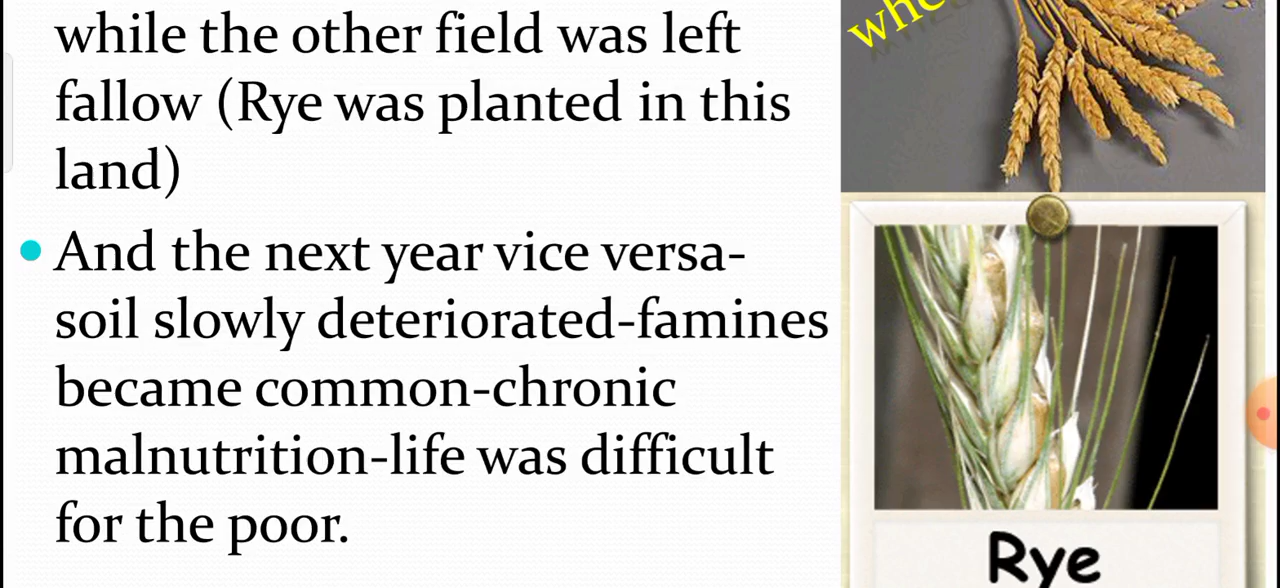 while the other field was left
fallow (Rye was planted in this
land)
And the next year vice versa-
soil slowly deteriorated-famines
became common-chronic
malnutrition-life was difficult
for the poor.
Rye